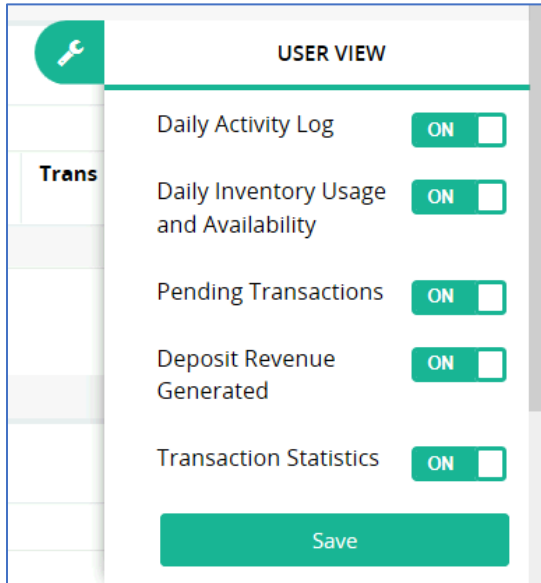 USER VIEW
Daily Activity Log
ON
Trans
Daily Inventory Usage
and Availability
ON
Pending Transactions
ON
Deposit Revenue
Generated
ON
Transaction Statistics
ON
Save